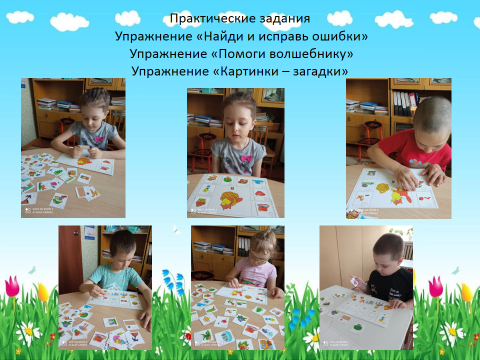 Практические задания
Упражнение «Найди и исправь ошибки»
Упражнение «Помоги волшебнику»
Упражнение «Картинки – загадки»